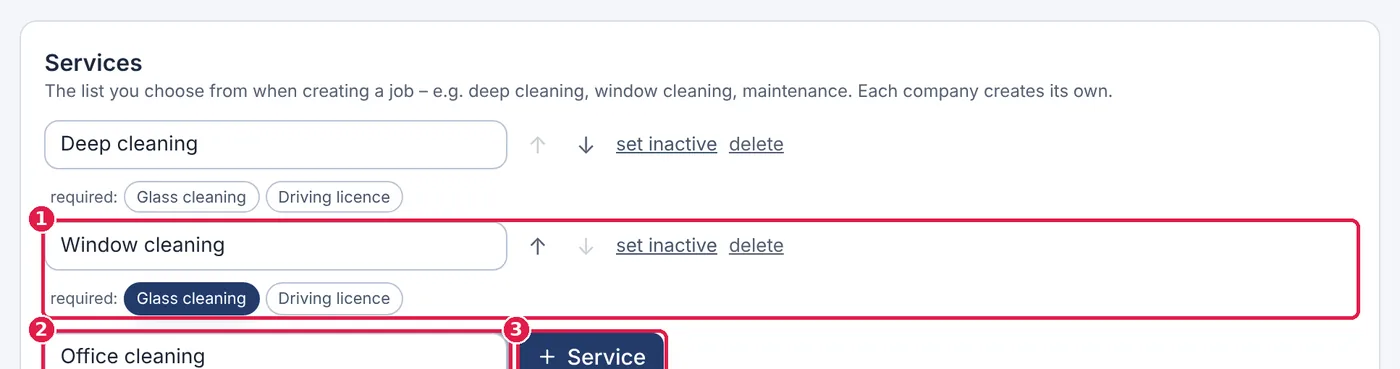 Services
The list you choose from when creating a job – e.g. deep cleaning, window cleaning, maintenance. Each company creates its own.
Deep cleaning ↑ ↓ set inactive delete
required: Glass cleaning Driving licence
1
Window cleaning ↑ ↓ set inactive delete
required: Glass cleaning Driving licence
2 3
Office cleaning + Service